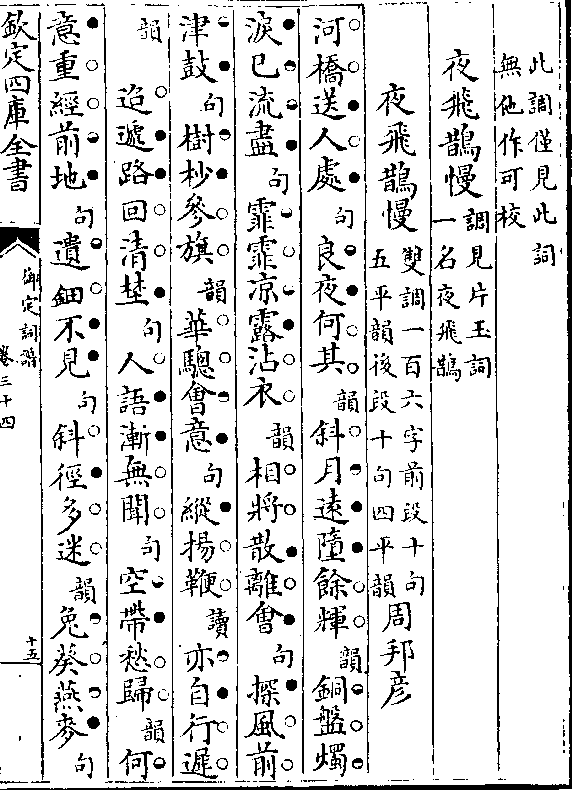 此調僅見此詞
無他作可校
夜飛鵲慢
調見片玉詞
一名夜飛鵲
夜飛鵲慢
雙調一百六字前段十句
五平韻後段十句四平韻
周邦彦
河橋送人處句良夜何其韻斜月遠墮餘輝韻銅盤燭
淚已流盡句霏霏涼露沾衣韻相將散離會句探風前
津鼓句樹杪參旗韻華驄會意句縱揚鞭讀亦自行遲
韻
迢遞路回清埜句人語漸無聞句空帶愁歸韻何
意重經前地句遺鈿不見句斜徑多迷韻兔葵燕麥句
欽定四庫全書
御定詞譜
卷三十四
十五